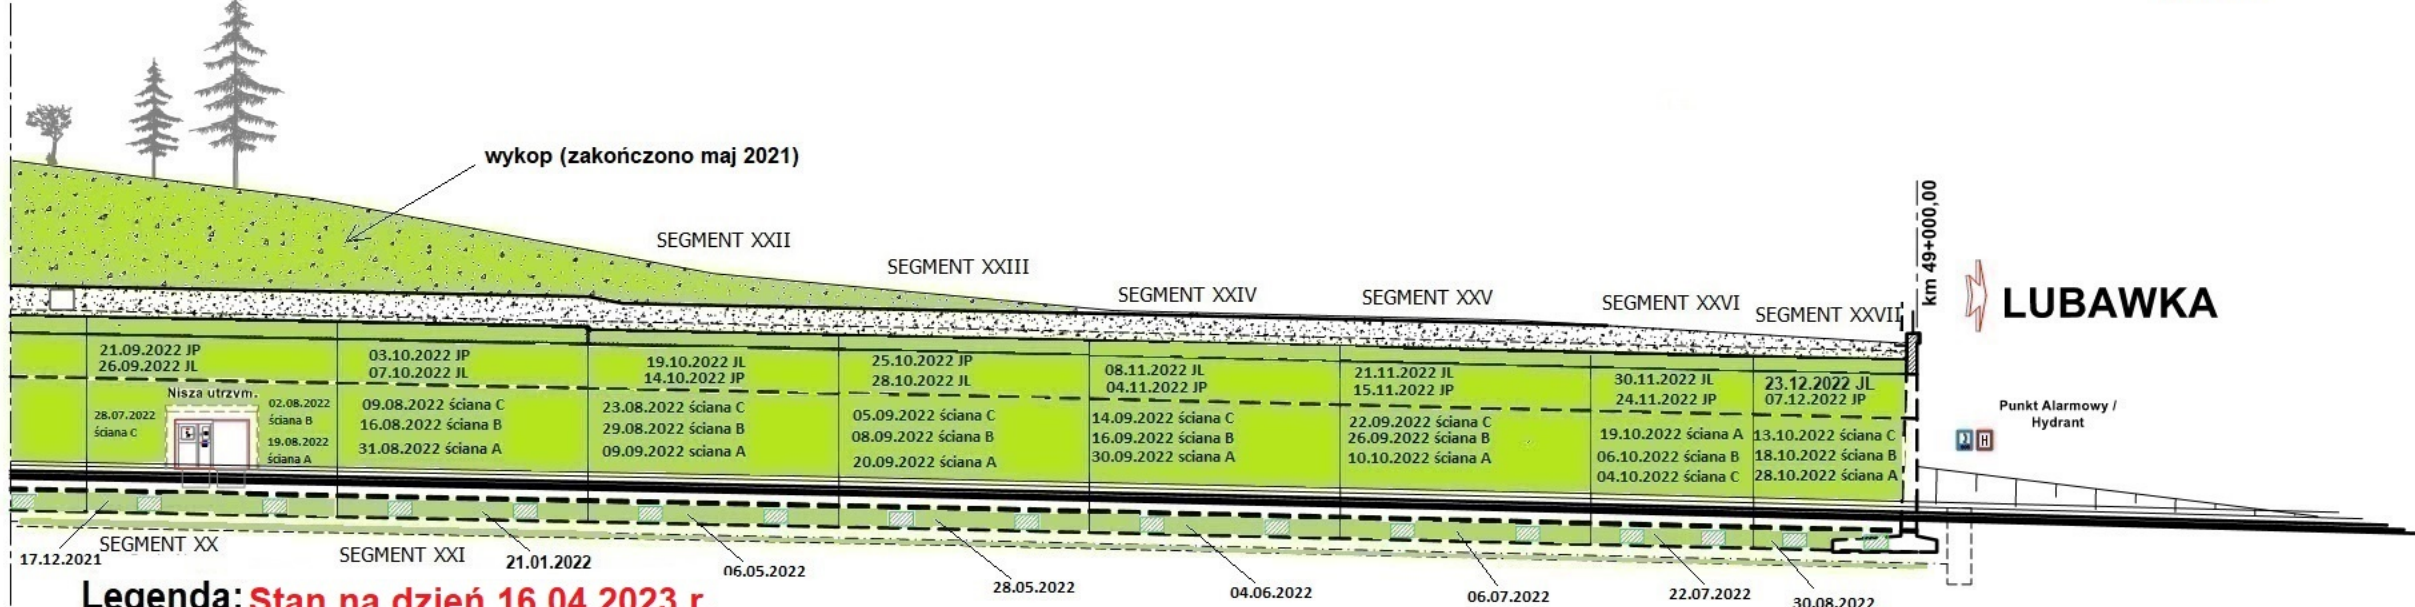 wykop (zakończono maj 2021)
SEGMENT XXII
SEGMENT XXIII
SEGMENT XXIV
SEGMENT XXV
SEGMENT XXVI
SEGMENT XXVII
km 49+000,00
LUBAWKA
21.09.2022 JP
26.09.2022 JL
28.07.2022
ściana C
Nisza utrzym.
02.08.2022
ściana B
19.08.2022
ściana A
03.10.2022 JP
07.10.2022 JL
09.08.2022 ściana C
16.08.2022 ściana B
31.08.2022 ściana A
19.10.2022 JL
14.10.2022 JP
23.08.2022 ściana C
29.08.2022 ściana B
09.09.2022 sciana A
25.10.2022 JP
28.10.2022 JL
05.09.2022 ściana C
08.09.2022 ściana B
20.09.2022 ściana A
08.11.2022 JL
04.11.2022 JP
14.09.2022 ściana C
16.09.2022 ściana B
30.09.2022 sciana A
21.11.2022 JL
15.11.2022 JP
22.09.2022 ściana C
26.09.2022 ściana B
10.10.2022 ściana A
30.11.2022 JL
24.11.2022 JP
19.10.2022 ściana A
06.10.2022 ściana B
04.10.2022 ściana C
23.12.2022 JL
07.12.2022 JP
13.10.2022 ściana C
18.10.2022 ściana B
28.10.2022 ściana A
Punkt Alarmowy /
Hydrant
H
17.12.2021
SEGMENT XX
SEGMENT XXI
21.01.2022
06.05.2022
28.05.2022
04.06.2022
06.07.2022
22.07.2022
30.08.2022
Legenda: Stan na dzień 16.04.2023 r